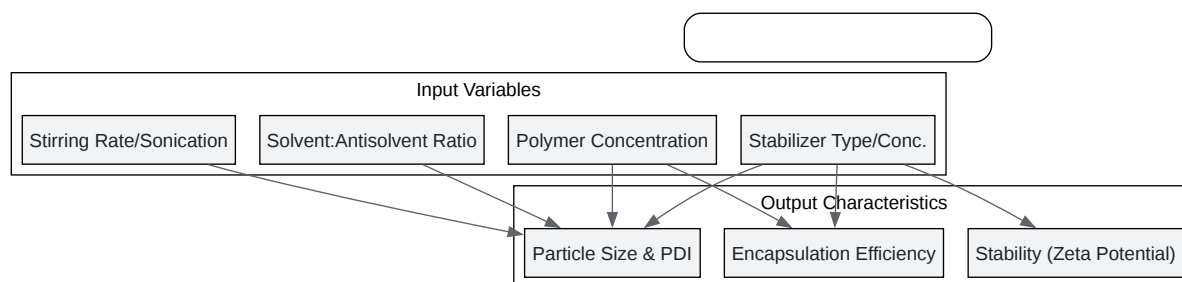 Input Variables
Stirring Rate/Sonication
Solvent:Antisolvent Ratio
Polymer Concentration
Stabilizer Type/Conc.
Output Characteristics
Particle Size & PDI
Encapsulation Efficiency
Stability (Zeta Potential)